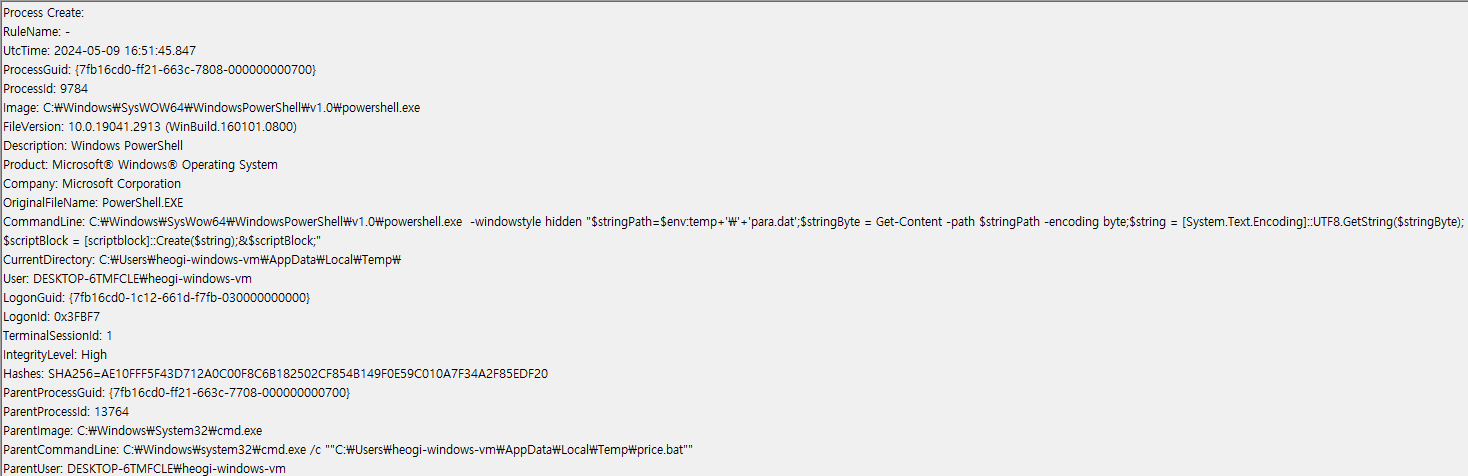 Process Create:
RuleName: -
UtcTime: 2024-05-09 16:51:45.847
ProcessGuid: {7fb16cd0-ff21-663c-7808-000000000700}
ProcessId: 9784
Image: C:₩Windows₩SysWOW64₩WindowsPowerShell₩v1.0₩powershell.exe
FileVersion: 10.0.19041.2913 (WinBuild.160101.0800)
Description: Windows PowerShell
Product: Microsoft® Windows® Operating System
Company: Microsoft Corporation
OriginalFileName: PowerShell.EXE
CommandLine: C:₩Windows₩SysWow64₩WindowsPowerShell₩v1.0₩powershell.exe  -windowstyle hidden "$stringPath=$env:temp+'₩'+'para.dat';$stringByte = Get-Content -path $stringPath -encoding byte;$string = [System.Text.Encoding]::UTF8.GetString($stringByte);
$scriptBlock = [scriptblock]::Create($string);&$scriptBlock;"
CurrentDirectory: C:₩Users₩heogi-windows-vm₩AppData₩Local₩Temp₩
User: DESKTOP-6TMFCLE₩heogi-windows-vm
LogonGuid: {7fb16cd0-1c12-661d-f7fb-030000000000}
LogonId: 0x3FBF7
TerminalSessionId: 1
IntegrityLevel: High
Hashes: SHA256=AE10FFF5F43D712A0C00F8C6B182502CF854B149F0E59C010A7F34A2F85EDF20
ParentProcessGuid: {7fb16cd0-ff21-663c-7708-000000000700}
ParentProcessId: 13764
ParentImage: C:₩Windows₩System32₩cmd.exe
ParentCommandLine: C:₩Windows₩system32₩cmd.exe /c ""C:₩Users₩heogi-windows-vm₩AppData₩Local₩Temp₩price.bat""
ParentUser: DESKTOP-6TMFCLE₩heogi-windows-vm